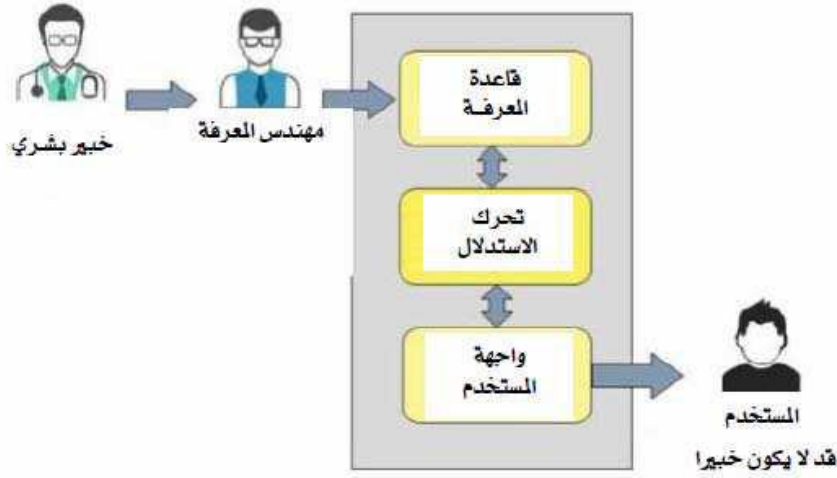 خبير بشري
مهندس المعرفة
قاعدة
المعرفة
تحرك
الاستدلال
واجهة
المستخدم
المستخدم
قد لا يكون خبيرا